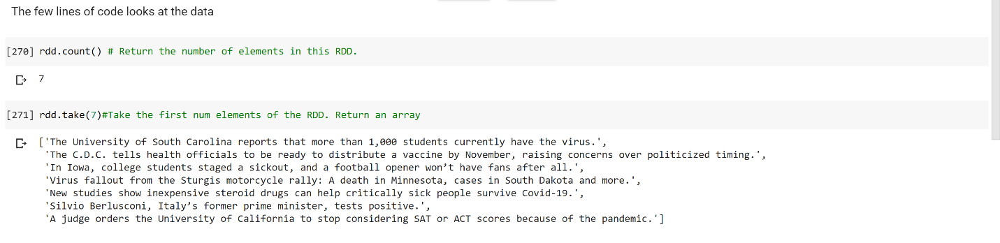 The few lines of code looks at the data
[270] rdd.count() # Return the number of elements in this RDD.
7
[271] rdd.take(7)#Take the first num elements of the RDD. Return an array
['The University of South Carolina reports that more than 1,000 students currently have the virus.',
'The C.D.C. tells health officials to be ready to distribute a vaccine by November, raising concerns over politicized timing.',
'In Iowa, college students staged a sickout, and a football opener won’t have fans after all.',
'Virus fallout from the Sturgis motorcycle rally: A death in Minnesota, cases in South Dakota and more.',
'New studies show inexpensive steroid drugs can help critically sick people survive Covid-19.',
'Silvio Berlusconi, Italy’s former prime minister, tests positive.',
'A judge orders the University of California to stop considering SAT or ACT scores because of the pandemic.']